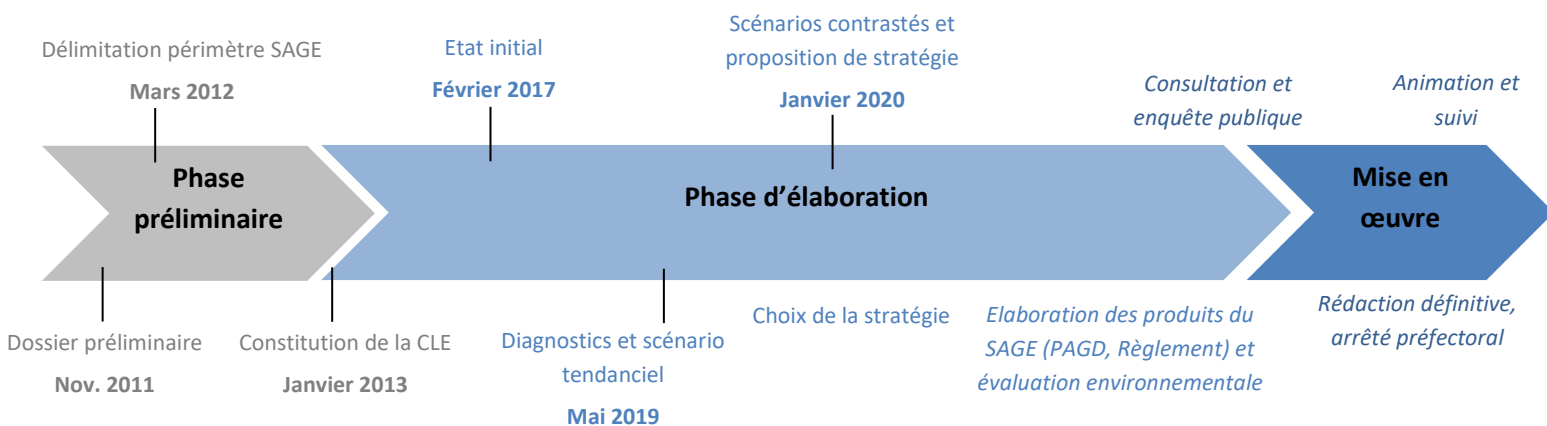 Délimitation périmètre SAGE
Mars 2012
Etat initial
Février 2017
Scénarios contrastés et
proposition de stratégie
Janvier 2020
Consultation et
enquête publique
Animation et
suivi
Phase
préliminaire
Phase d’élaboration
Mise en
œuvre
Dossier préliminaire
Nov. 2011
Constitution de la CLE
Janvier 2013
Diagnostics et scénario
tendanciel
Mai 2019
Choix de la stratégie
Elaboration des produits du
SAGE (PAGD, Règlement) et
évaluation environnementale
Rédaction définitive,
arrêté préfectoral